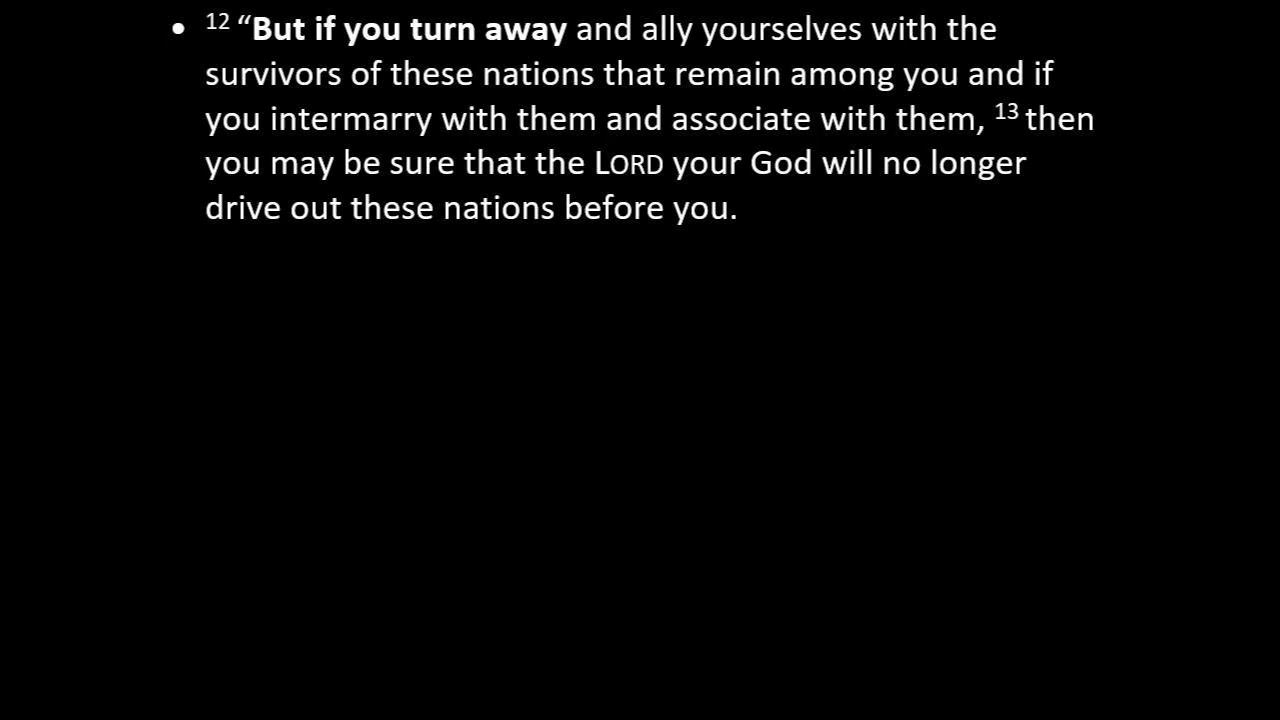 • 12 “But if you turn away and ally yourselves with the
survivors of these nations that remain among you and if
you intermarry with them and associate with them, 13 then
you may be sure that the LORD your God will no longer
drive out these nations before you.